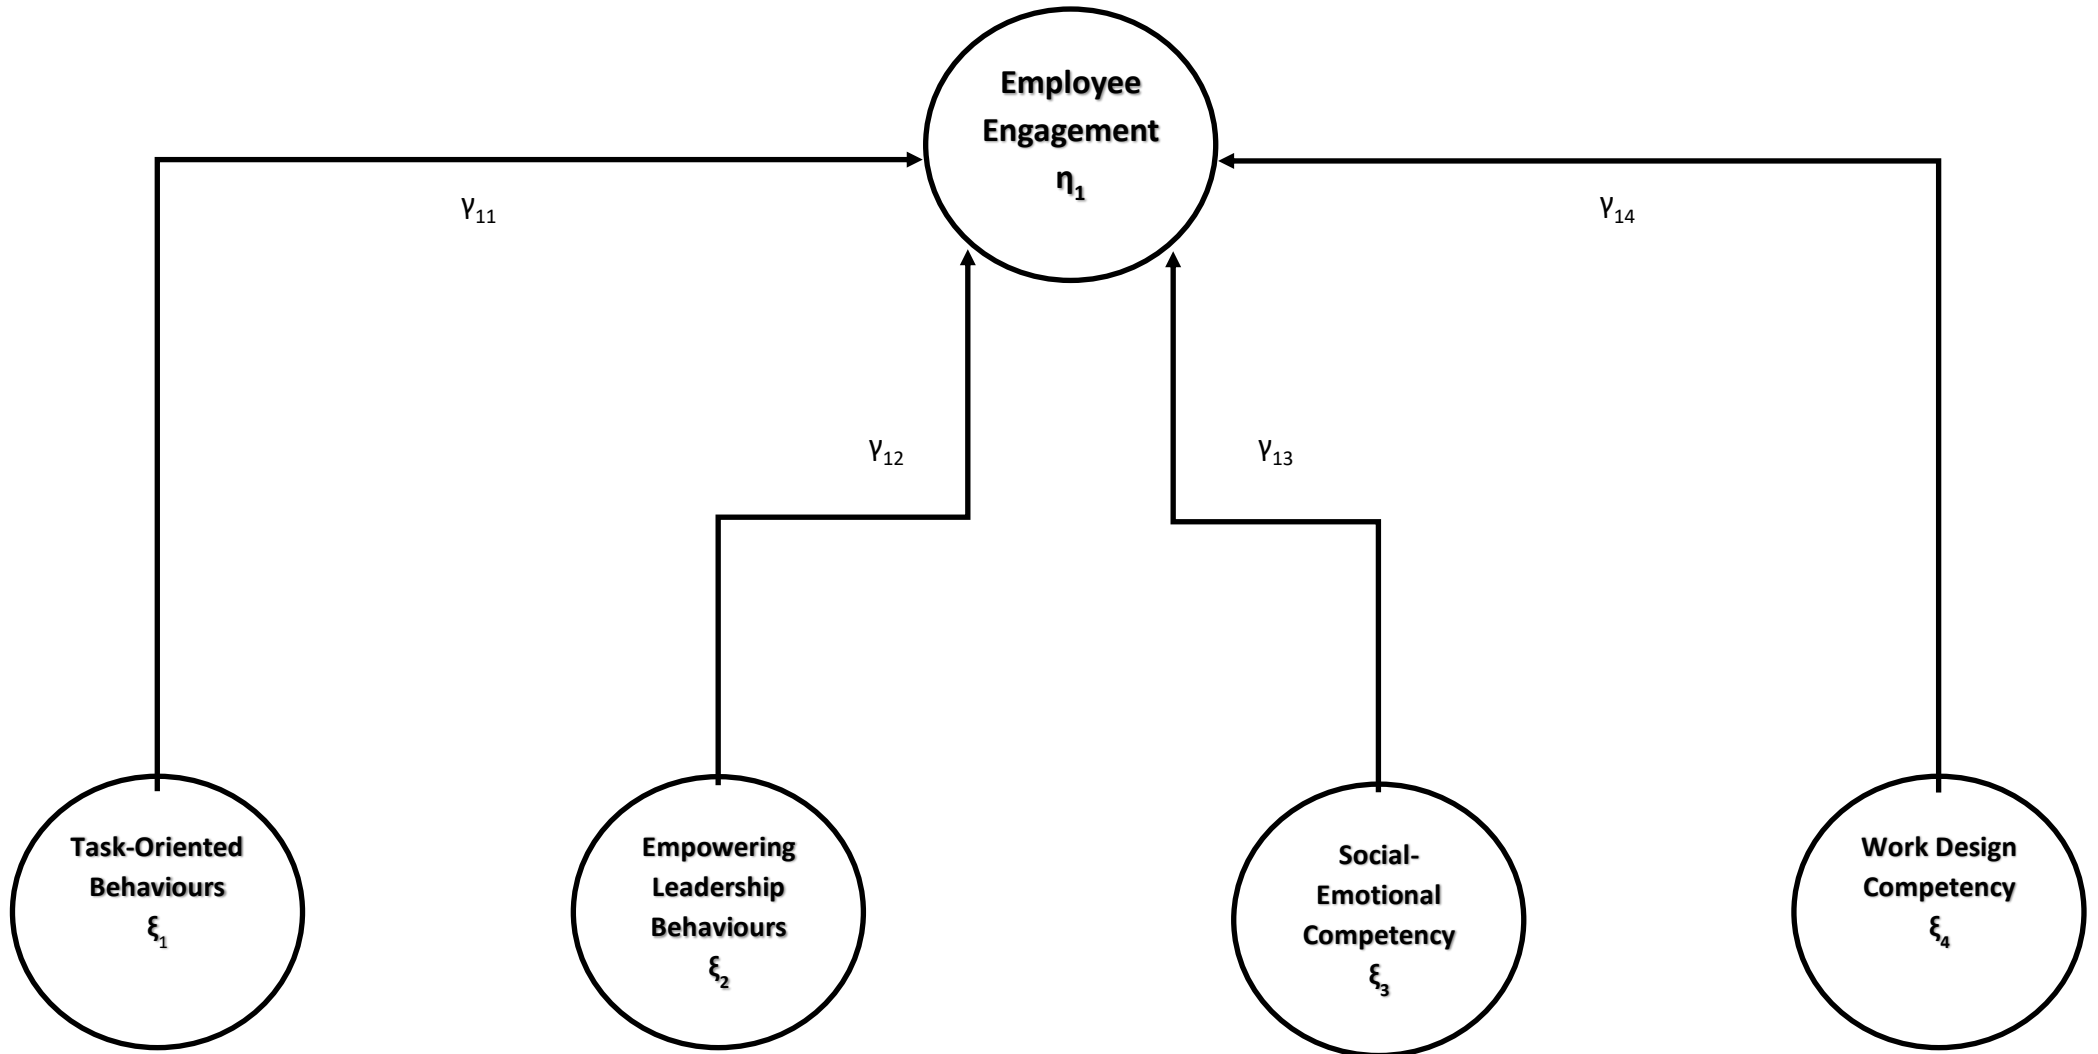 Employee
Engagement
η₁
γ₁₁
γ₁₄
γ₁₂
γ₁₃
Task-Oriented
Behaviours
ξ₁
Empowering
Leadership
Behaviours
ξ₂
Social-
Emotional
Competency
ξ₃
Work Design
Competency
ξ₄